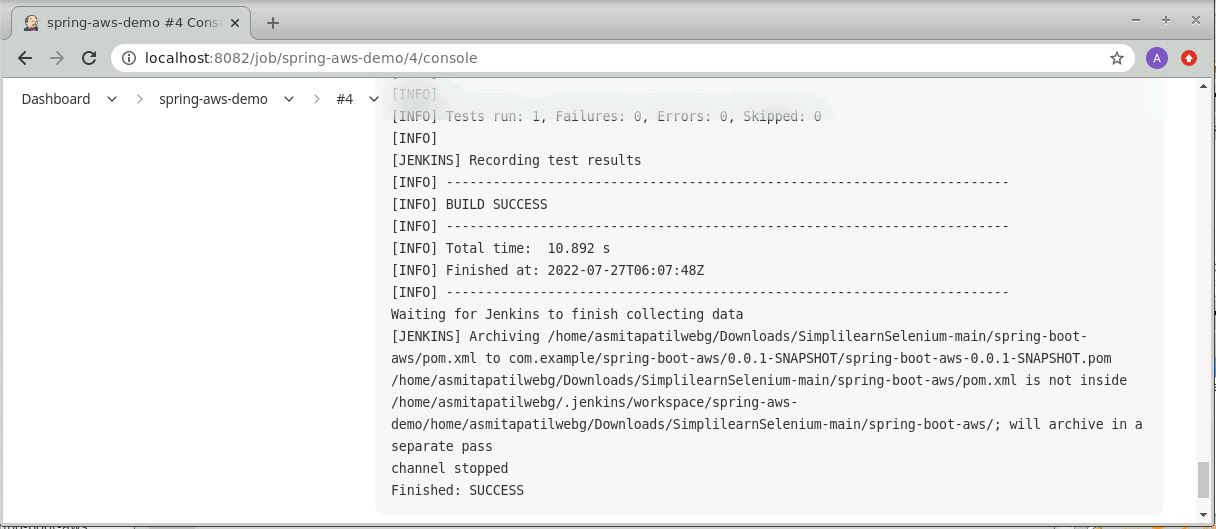 spring-aws-demo #4 Cons
localhost:8082/job/spring-aws-demo/4/console
A
Dashboard
spring-aws-demo
#4
[INFO]
[INFO] Tests run: 1, Failures: 0, Errors: 0, Skipped: 0
[INFO]
[JENKINS] Recording test results
[INFO] ------------------------------------------------------------------------
[INFO] BUILD SUCCESS
[INFO] ------------------------------------------------------------------------
[INFO] Total time:  10.892 s
[INFO] Finished at: 2022-07-27T06:07:48Z
[INFO] ------------------------------------------------------------------------
Waiting for Jenkins to finish collecting data
[JENKINS] Archiving /home/asmitapatilwebg/Downloads/SimplilearnSelenium-main/spring-boot-
aws/pom.xml to com.example/spring-boot-aws/0.0.1-SNAPSHOT/spring-boot-aws-0.0.1-SNAPSHOT.pom
/home/asmitapatilwebg/Downloads/SimplilearnSelenium-main/spring-boot-aws/pom.xml is not inside
/home/asmitapatilwebg/.jenkins/workspace/spring-aws-
demo/home/asmitapatilwebg/Downloads/SimplilearnSelenium-main/spring-boot-aws/; will archive in a
separate pass
channel stopped
Finished: SUCCESS